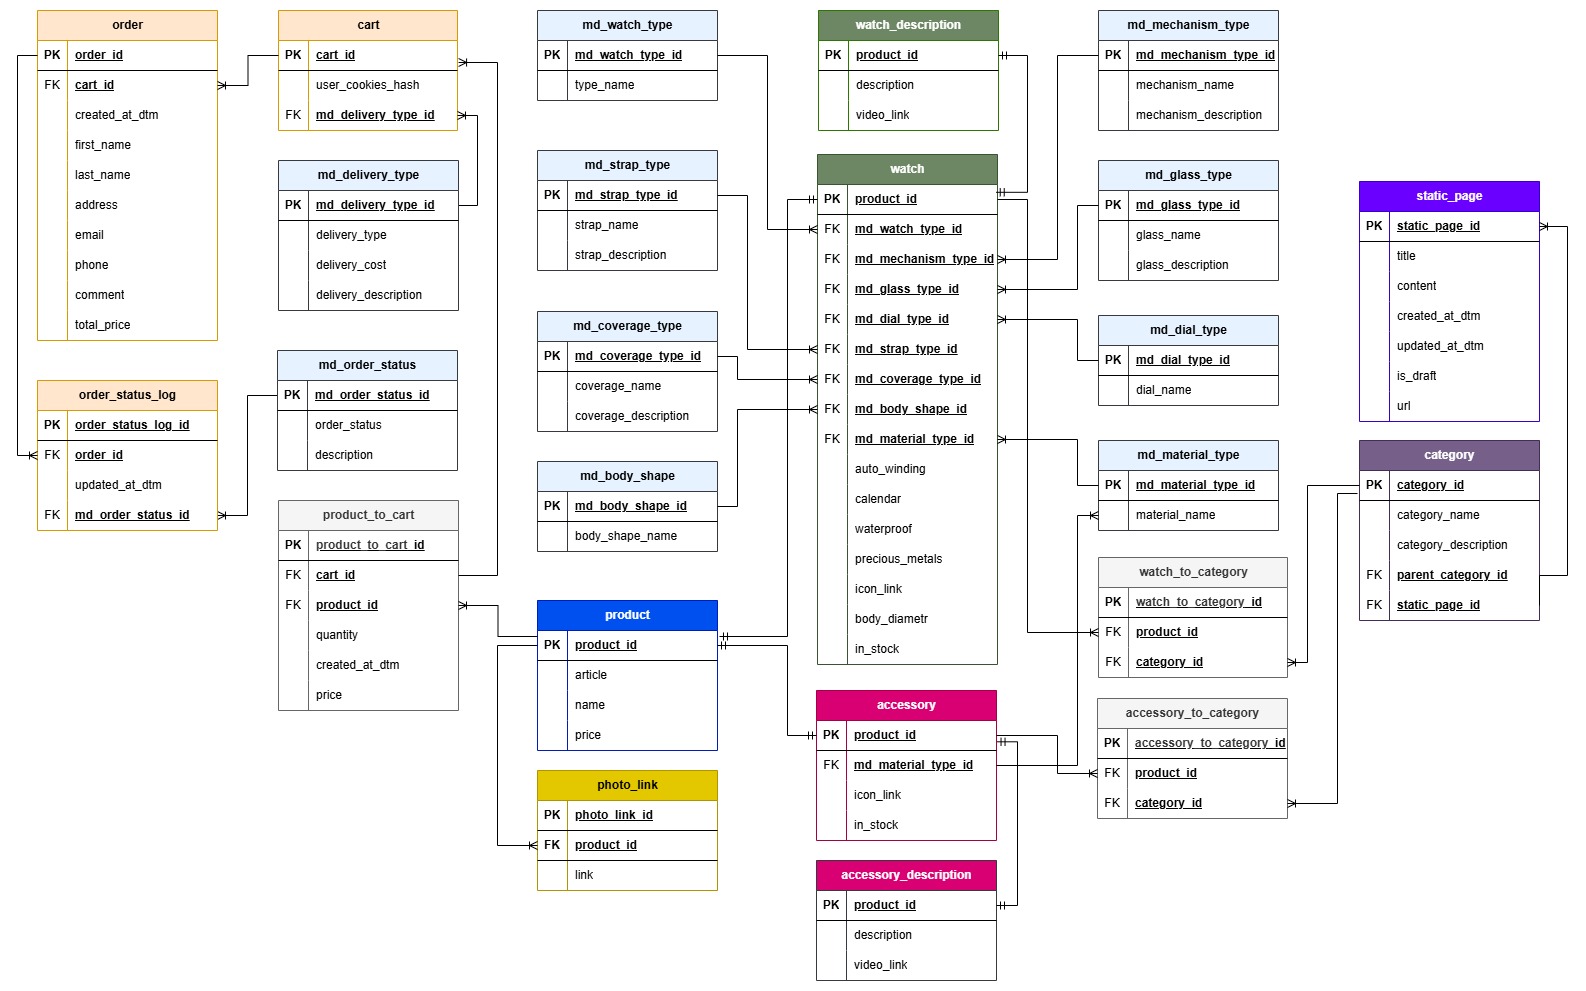 order
PK order_id
FK cart_id
created_at_dtm
first_name
last_name
address
email
phone
comment
total_price
order_status_log
PK order_status_log_id
FK order_id
updated_at_dtm
FK md_order_status_id
cart
PK cart_id
user_cookies_hash
FK md_delivery_type_id
md_delivery_type
PK md_delivery_type_id
delivery_type
delivery_cost
delivery_description
md_order_status
PK md_order_status_id
order_status
description
product_to_cart
PK product_to_cart_id
FK cart_id
FK product_id
quantity
created_at_dtm
price
md_watch_type
PK md_watch_type_id
type_name
md_strap_type
PK md_strap_type_id
strap_name
strap_description
md_coverage_type
PK md_coverage_type_id
coverage_name
coverage_description
md_body_shape
PK md_body_shape_id
body_shape_name
product
PK product_id
article
name
price
photo_link
PK photo_link_id
FK product_id
link
watch_description
PK product_id
description
video_link
watch
PK product_id
FK md_watch_type_id
FK md_mechanism_type_id
FK md_glass_type_id
FK md_dial_type_id
FK md_strap_type_id
FK md_coverage_type_id
FK md_body_shape_id
FK md_material_type_id
auto_winding
calendar
waterproof
precious_metals
icon_link
body_diametr
in_stock
accessory
PK product_id
FK md_material_type_id
icon_link
in_stock
accessory_description
PK product_id
description
video_link
md_mechanism_type
PK md_mechanism_type_id
mechanism_name
mechanism_description
md_glass_type
PK md_glass_type_id
glass_name
glass_description
md_dial_type
PK md_dial_type_id
dial_name
md_material_type
PK md_material_type_id
material_name
watch_to_category
PK watch_to_category_id
FK product_id
FK category_id
accessory_to_category
PK accessory_to_category_id
FK product_id
FK category_id
static_page
PK static_page_id
title
content
created_at_dtm
updated_at_dtm
is_draft
url
category
PK category_id
category_name
category_description
FK parent_category_id
FK static_page_id